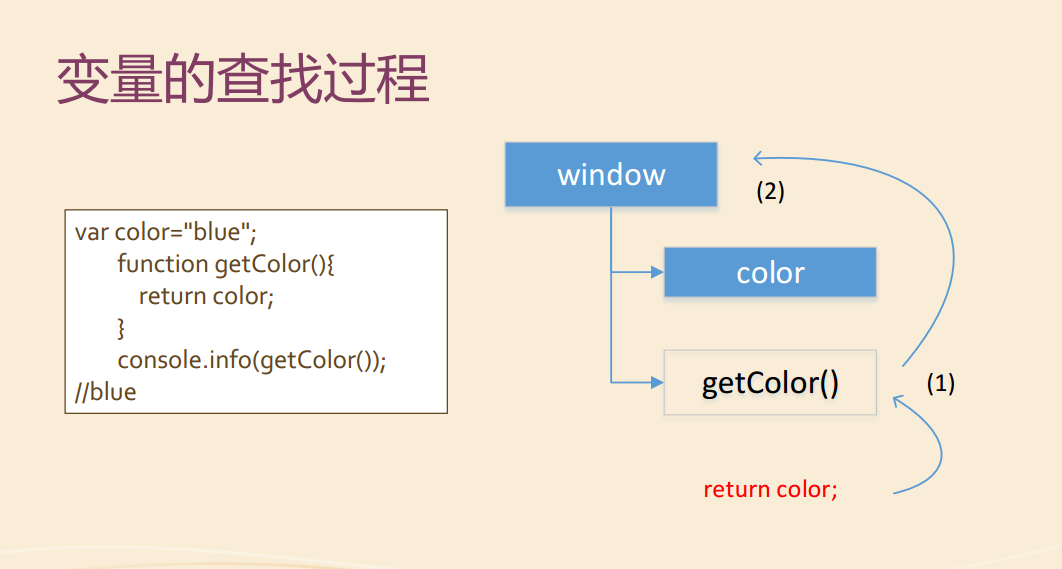 变量的查找过程
var color="blue";
function getColor(){
return color;
}
console.info(getColor());
//blue
window
(2)
color
getColor()
(1)
return color;